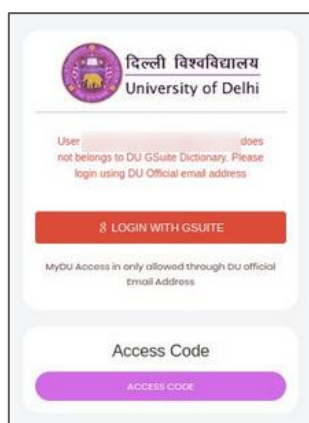 दिल्ली विश्वविद्यालय
University of Delhi
User does
not belongs to DU GSuite Dictionary. Please
login using DU Official email address
8 LOGIN WITH GSUITE
MyDU Access in only allowed through DU official
Email Address
Access Code
ACCESS CODE